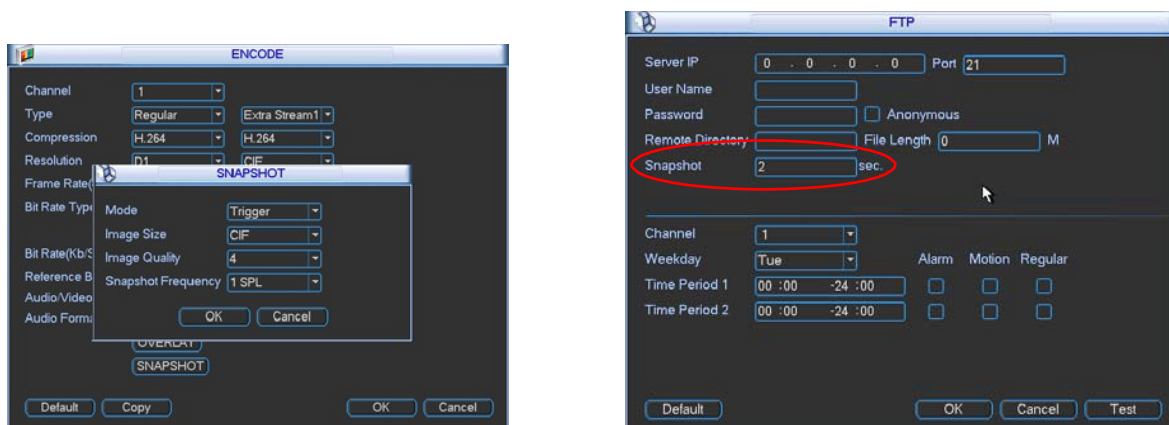 ENCODE
Channel 1
Type Regular Extra Stream1
Compression H.264 H.264
Resolution D1 CIF
Frame Rate(
SNAPSHOT
Bit Rate Type
Mode Trigger
Image Size CIF
Bit Rate(Kb/S
Image Quality 4
Reference B
Snapshot Frequency 1 SPL
Audio/Video
Audio Forma
OK Cancel
OVERLAY
SNAPSHOT
Default Copy OK Cancel
FTP
Server IP 0 . 0 . 0 . 0 Port 21
User Name
Password Anonymous
Remote Directory File Length 0 M
Snapshot 2 sec.
Channel 1
Weekday Tue Alarm Motion Regular
Time Period 1 00 :00 -24 :00
Time Period 2 00 :00 -24 :00
Default OK Cancel Test